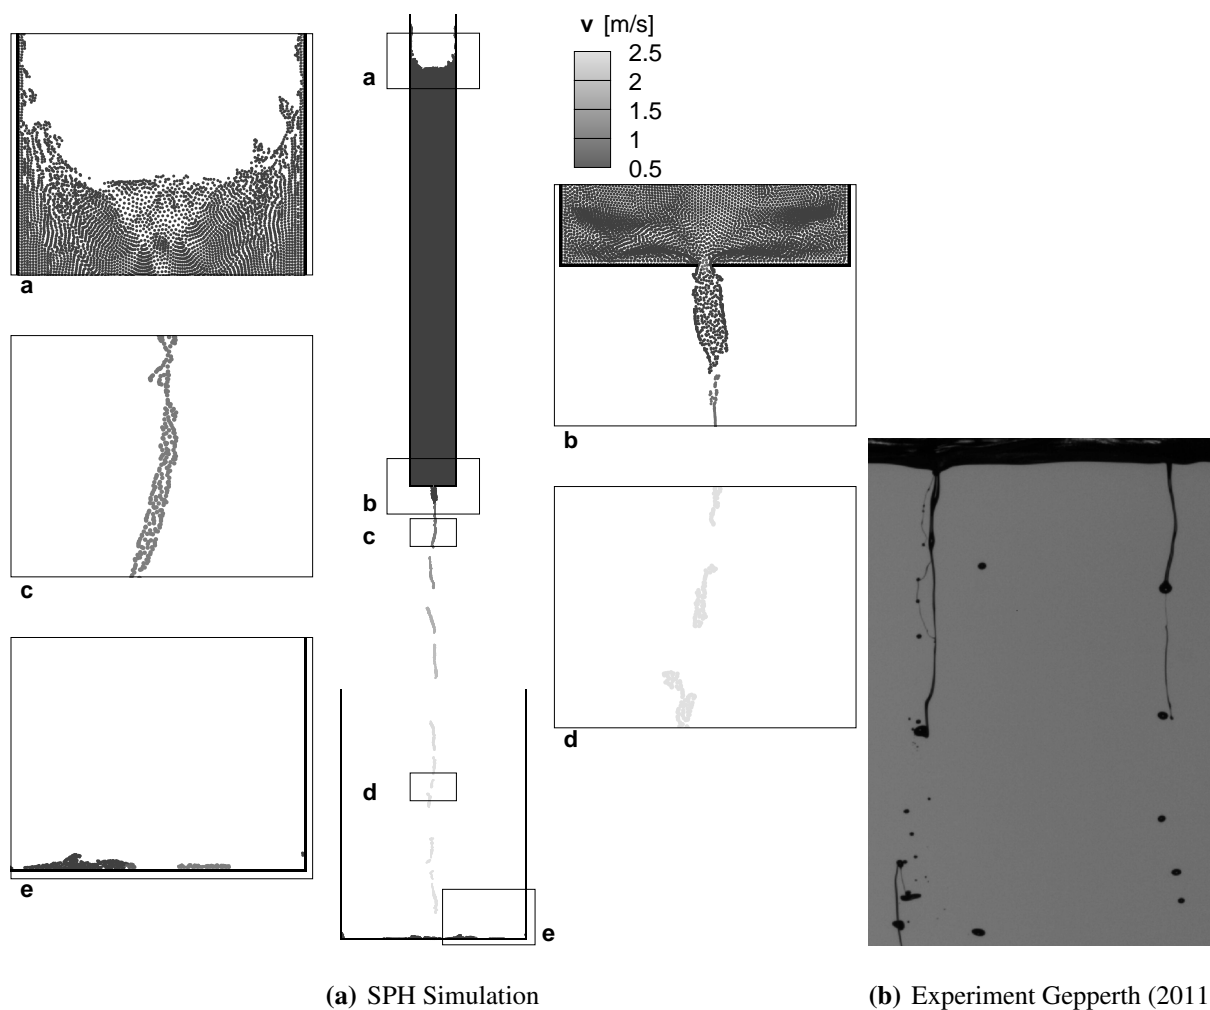 v [m/s]
2.5
2
1.5
1
0.5
a
a
b
b
c
c
d
d
e
e
(a) SPH Simulation
(b) Experiment Gepperth (2011